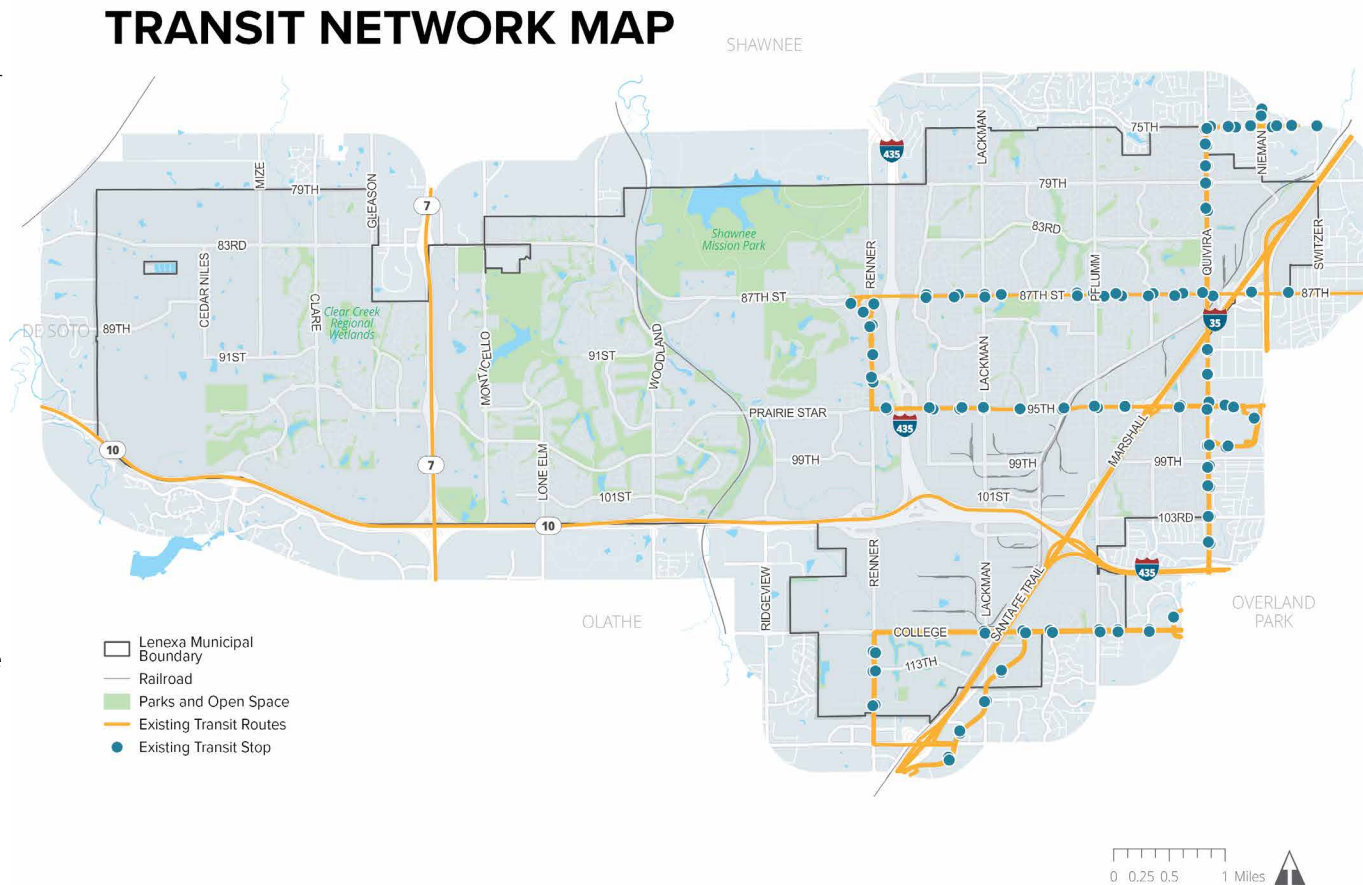 TRANSIT NETWORK MAP
SHAWNEE
LACKMAN
75TH
NIEMAN
435
MIZE
79TH
GLEASON
7
79TH
SWITZER
83RD
83RD
Shawnee
Mission Park
RENNER
QUIVIRA
CEDAR NILES
CLARE
PFLUMM
87TH ST
87TH ST
87TH
DE SOTO
89TH
Clear Creek
Regional
Wetlands
35
91ST
MONTICELLO
91ST
WOODLAND
LACKMAN
PRAIRIE STAR
95TH
435
MARSHALL
10
7
LONE ELM
99TH
99TH
99TH
101ST
101ST
103RD
10
RIDGEVIEW
RENNER
LACKMAN
SANTA FE TRAIL
435
OLATHE
OVERLAND
PARK
COLLEGE
113TH
Lenexa Municipal
Boundary
Railroad
Parks and Open Space
Existing Transit Routes
Existing Transit Stop
0 0.25 0.5 1 Miles